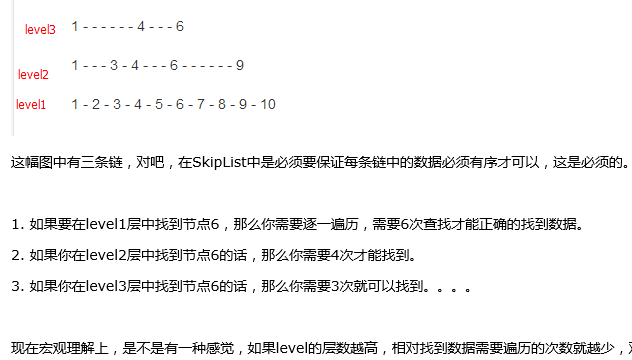 level3 1 - - - - - - 4 - - - 6
level2 1 - - - 3 - 4 - - - 6 - - - - - - 9
level1 1 - 2 - 3 - 4 - 5 - 6 - 7 - 8 - 9 - 10
这幅图中有三条链，对吧，在SkipList中是必须要保证每条链中的数据必须有序才可以，这是必须的。
1. 如果要在level1层中找到节点6，那么你需要逐一遍历，需要6次查找才能正确的找到数据。
2. 如果你在level2层中找到节点6的话，那么你需要4次才能找到。
3. 如果你在level3层中找到节点6的话，那么你需要3次就可以找到。。。。
现在宏观理解上，是不是有一种感觉，如果level的层数越高，相对找到数据需要遍历的次数就越少，